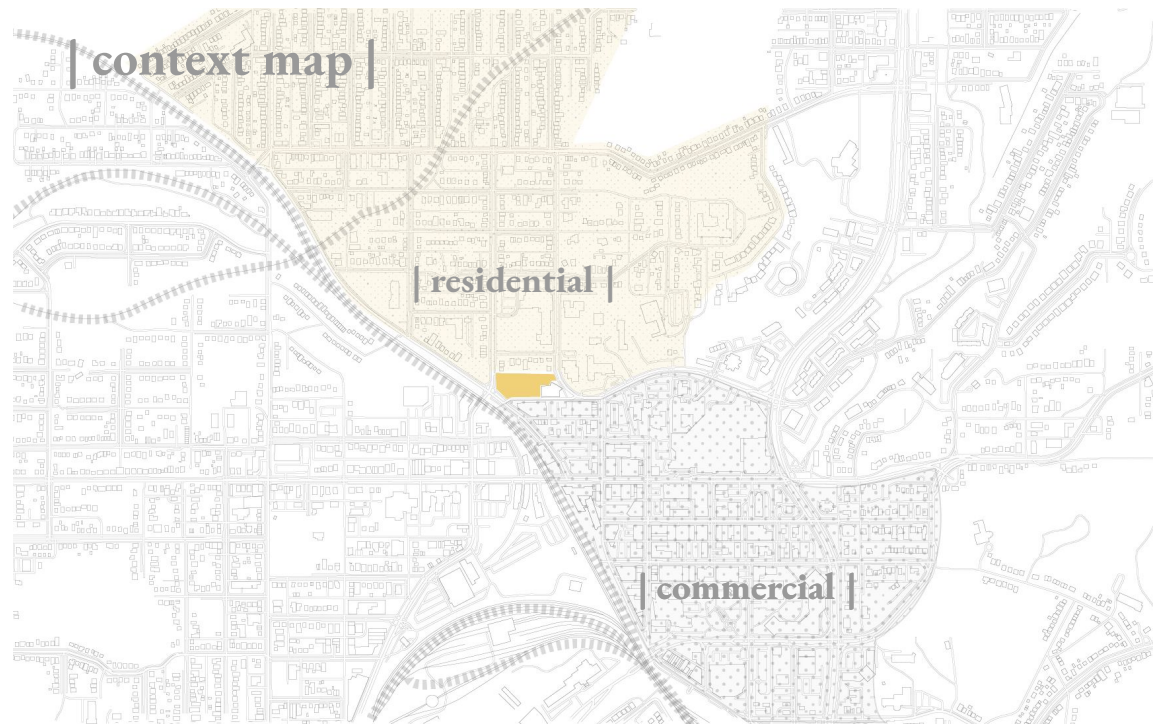 | context map |
| residential |
| commercial |